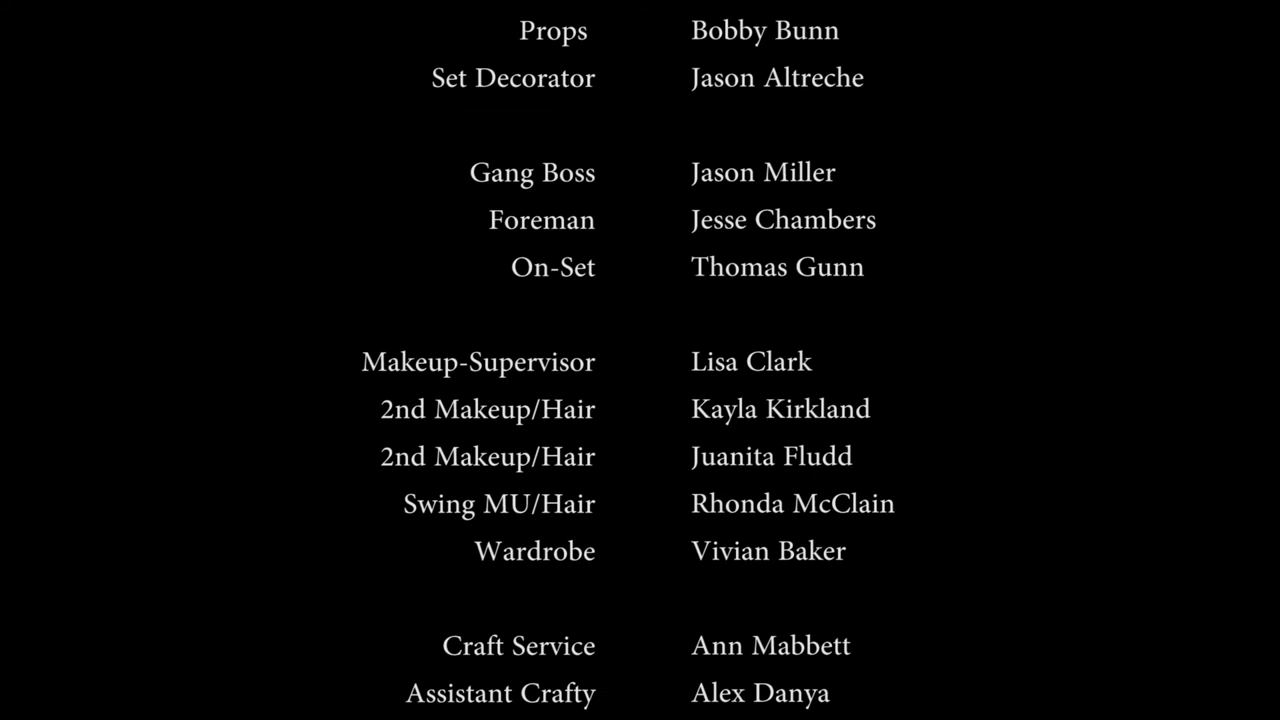 Props Bobby Bunn
Set Decorator Jason Altreche
Gang Boss Jason Miller
Foreman Jesse Chambers
On-Set Thomas Gunn
Makeup-Supervisor Lisa Clark
2nd Makeup/Hair Kayla Kirkland
2nd Makeup/Hair Juanita Fludd
Swing MU/Hair Rhonda McClain
Wardrobe Vivian Baker
Craft Service Ann Mabbett
Assistant Crafty Alex Danya